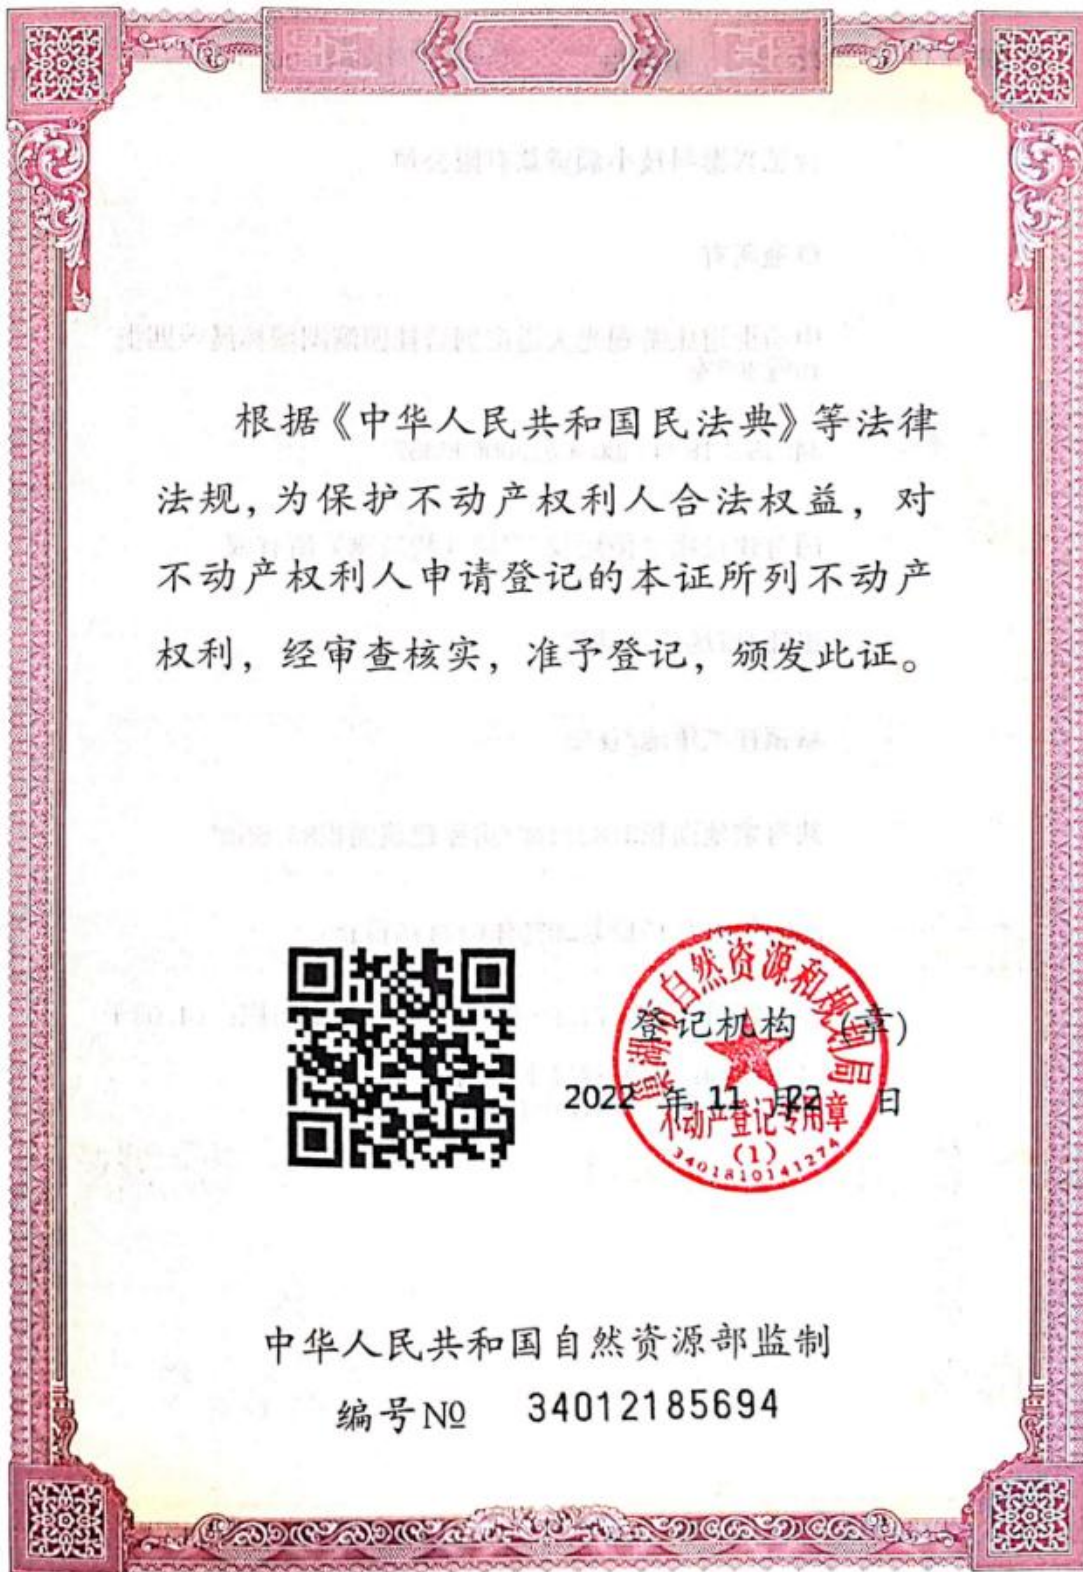 根据《中华人民共和国民法典》等法律
法规，为保护不动产权利人合法权益，对
不动产权利人申请登记的本证所列不动产
权利，经审查核实，准予登记，颁发此证。
巢湖市自然资源和规划局
登记机构（章）
2022 年 11 月 22 日
不动产登记专用章
(1)
3401810141274
中华人民共和国自然资源部监制
编号№ 34012185694